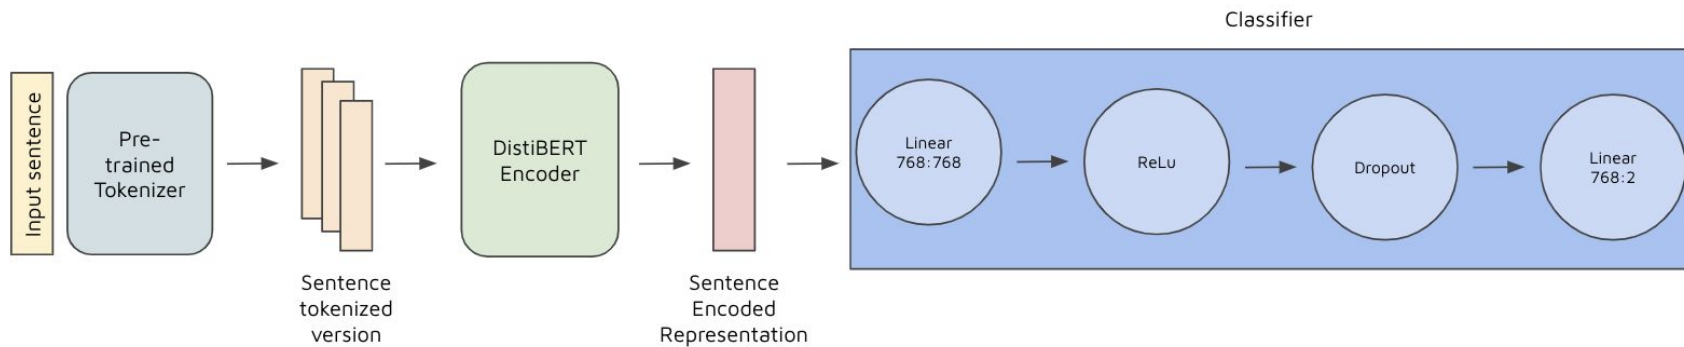 Classifier
Input sentence
Pre-
trained
Tokenizer
Sentence
tokenized
version
DistiBERT
Encoder
Sentence
Encoded
Representation
Linear
768:768
ReLu
Dropout
Linear
768:2